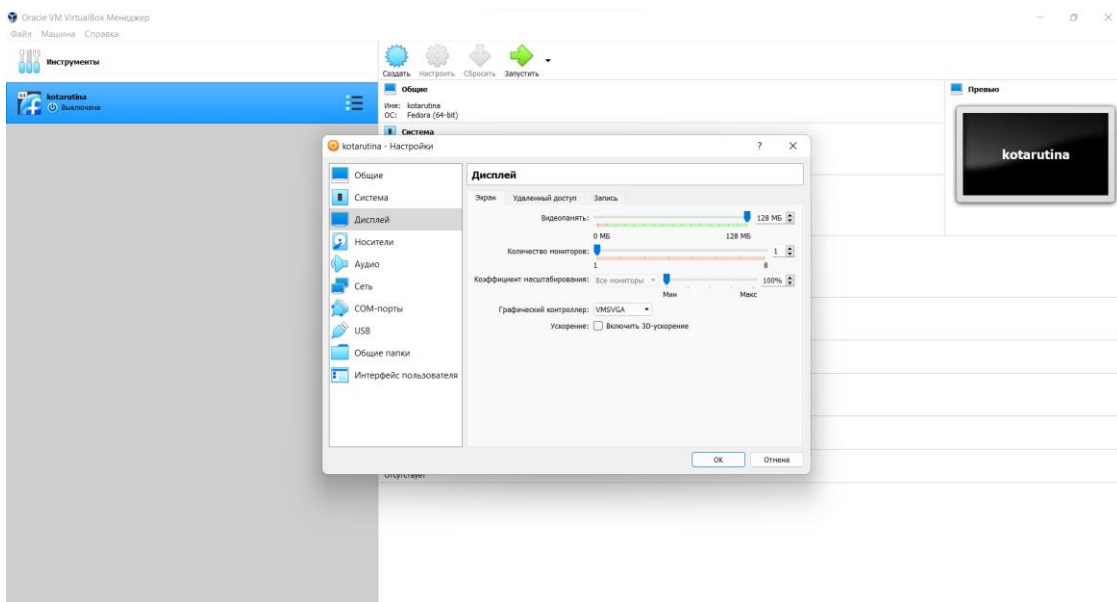 Oracle VM VirtualBox Менеджер
Файл Машина Справка
Инструменты
Создать Настроить Сбросить Запустить
64
kotarutina
Выключена
Общие
Имя: kotarutina
ОС: Fedora (64-bit)
Система
Превью
kotarutina
kotarutina - Настройки
? 
Общие
Система
Дисплей
Носители
Аудио
Сеть
COM-порты
USB
Общие папки
Интерфейс пользователя
Дисплей
Экран Удаленный доступ Запись
Видеопамять: 128 МБ
0 МБ 128 МБ
Количество мониторов: 1
1 8
Коэффициент масштабирования: Все мониторы 100%
Мин Макс
Графический контроллер: VMSVGA
Ускорение: Включить 3D-ускорение
OK Отмена
Отсутствует